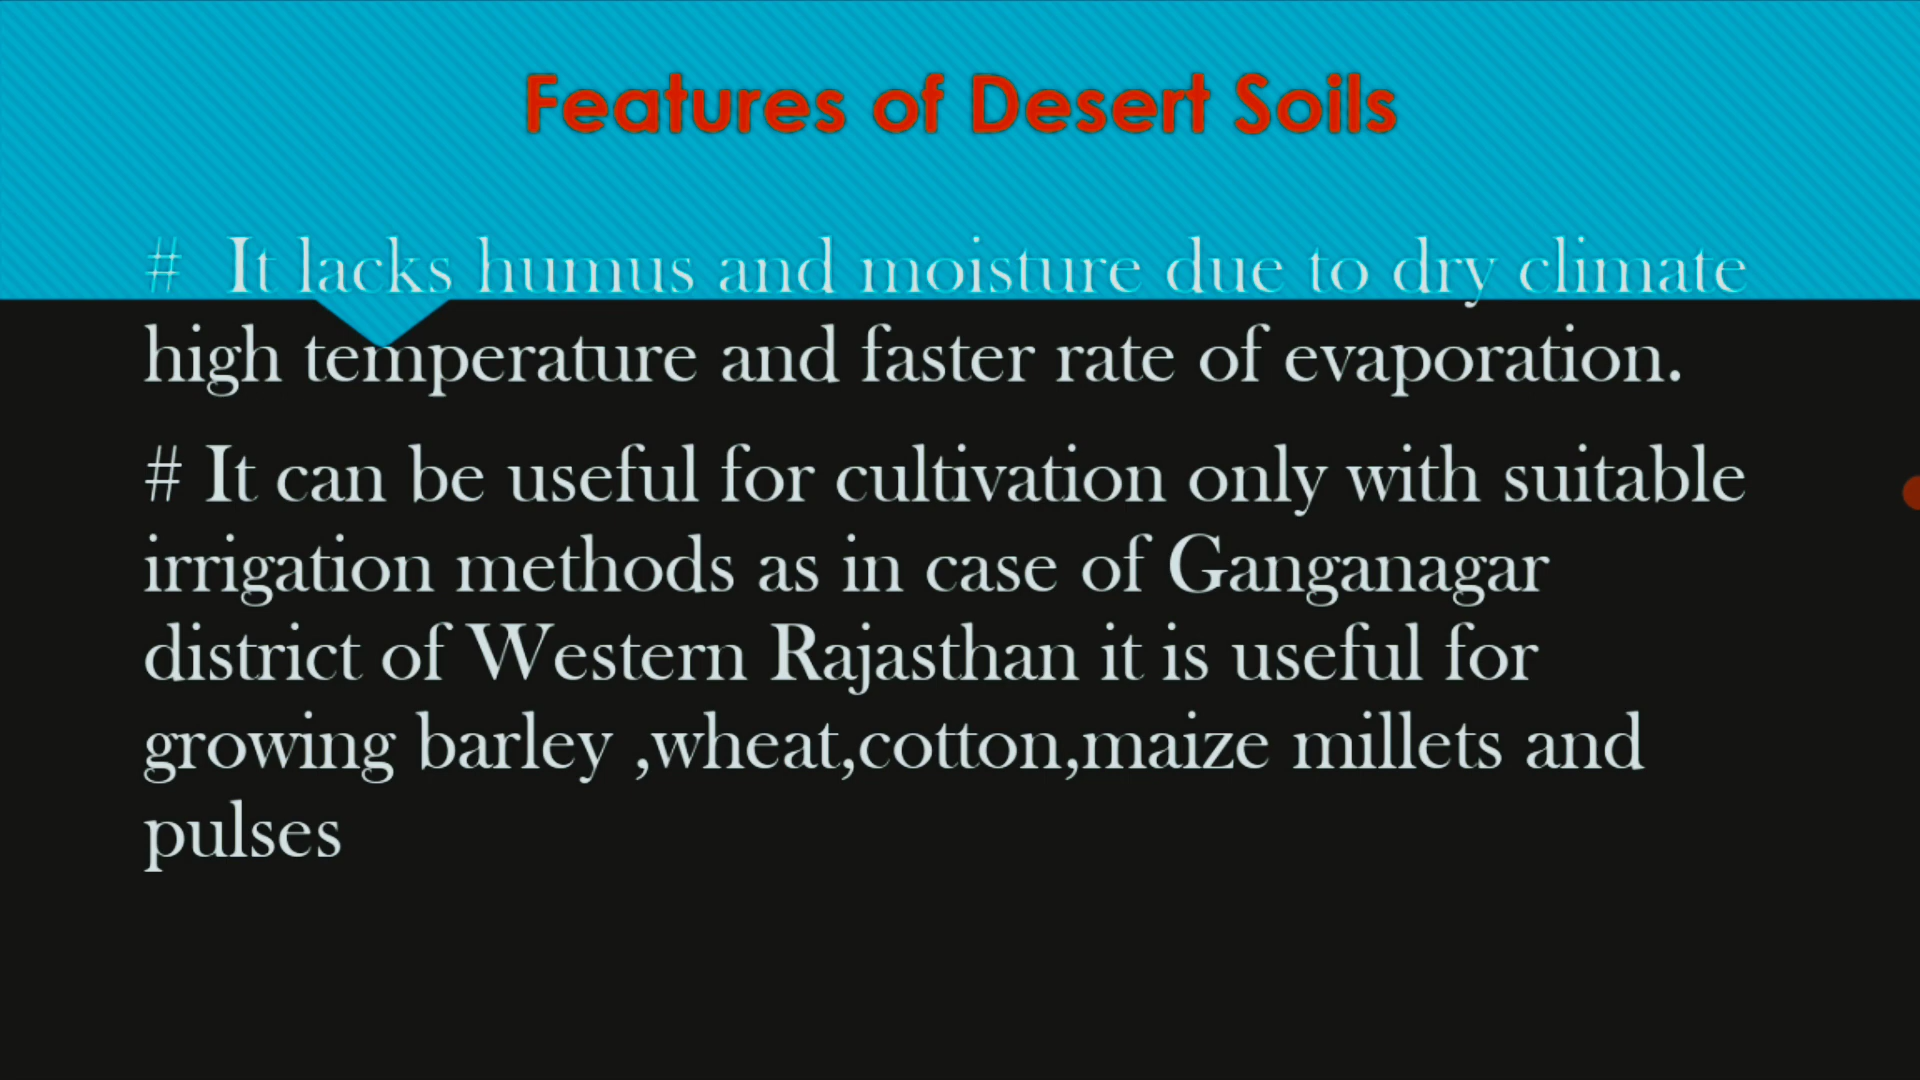 Features of Desert Soils
# It lacks humus and moisture due to dry climate
high temperature and faster rate of evaporation.
# It can be useful for cultivation only with suitable
irrigation methods as in case of Ganganagar
district of Western Rajasthan it is useful for
growing barley ,wheat,cotton,maize millets and
pulses